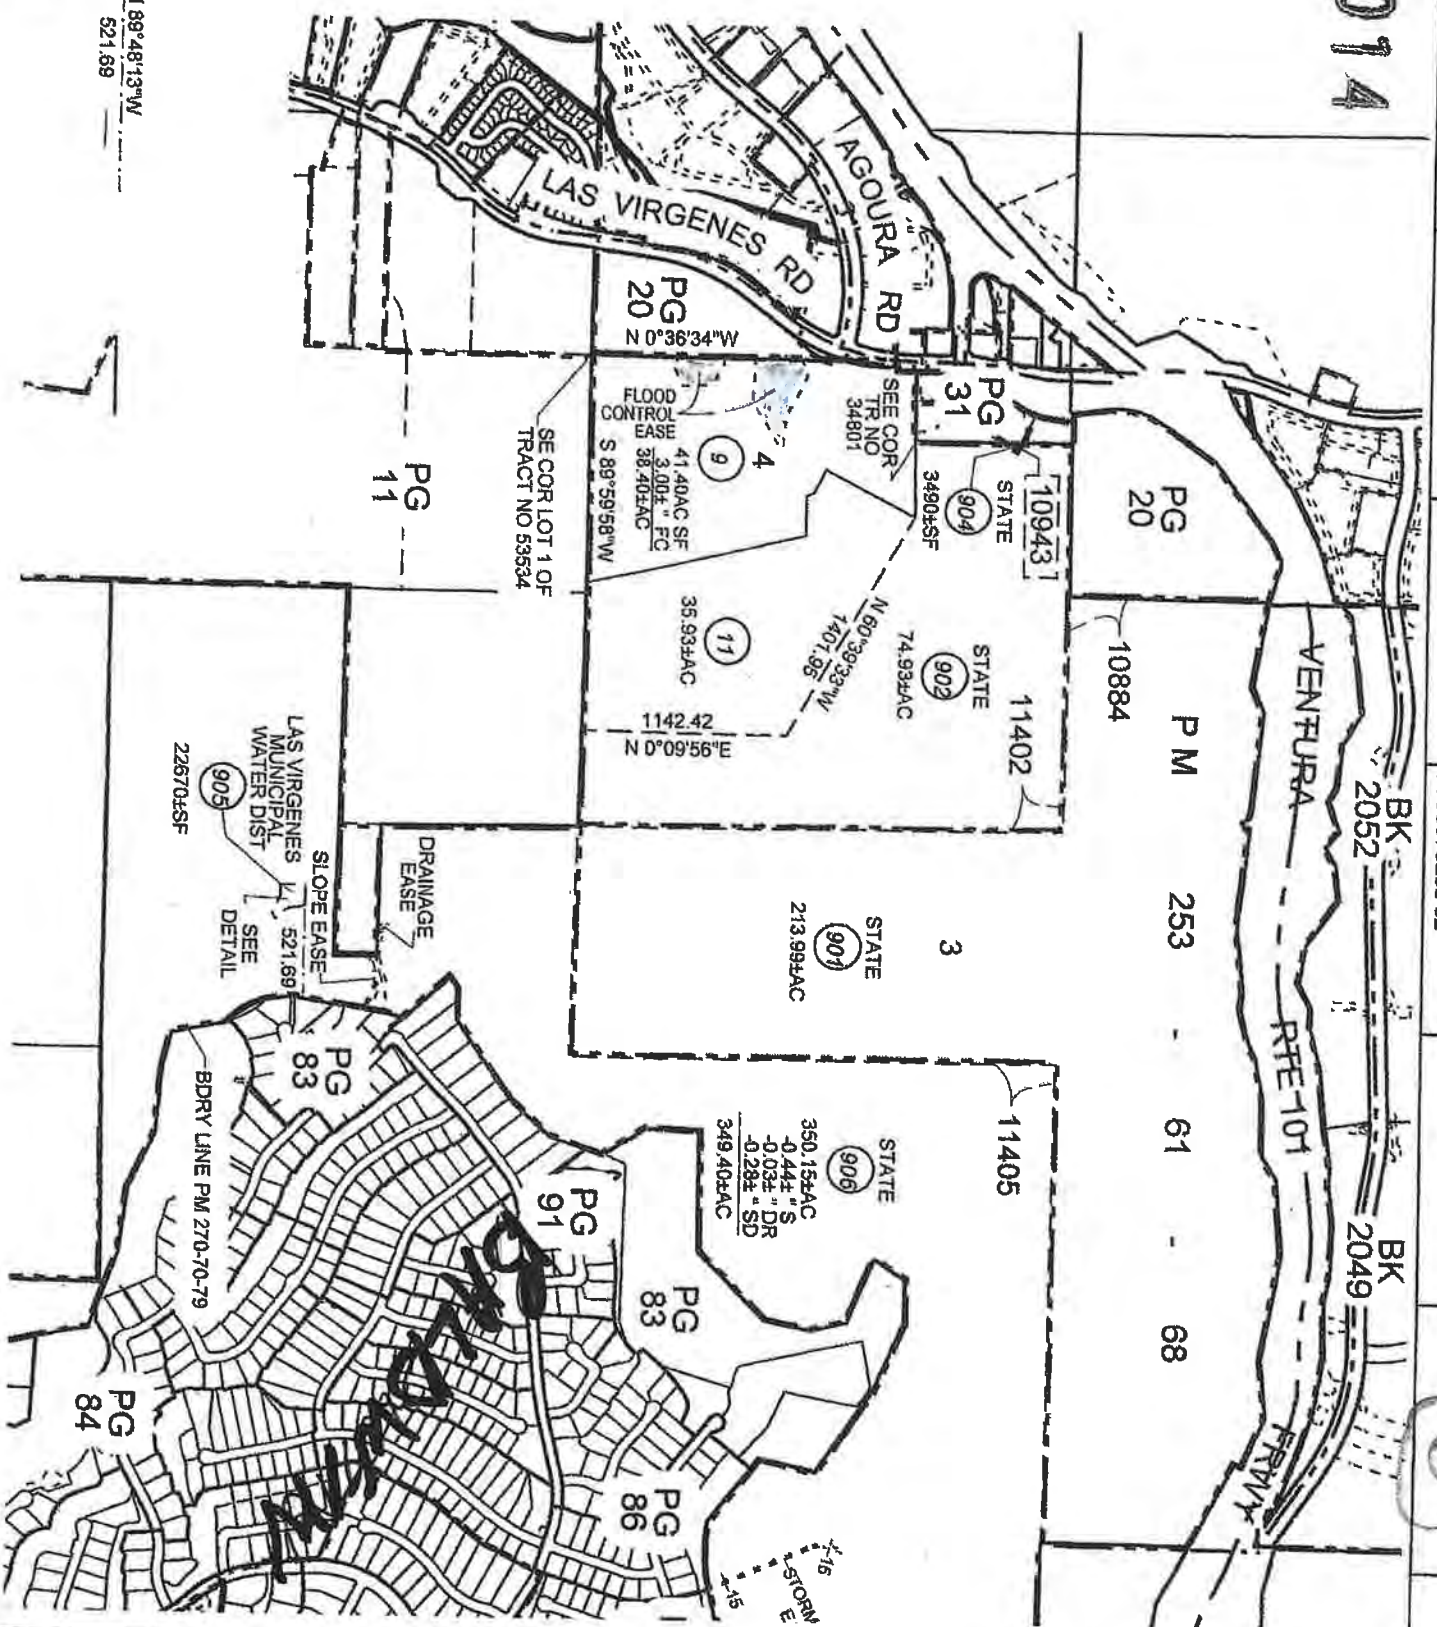 014
89°48'13"W
521.69
LAS VIRGENES RD
AGOURA RD
PG
20
N 0°36'34"W
PG
31
SEE COR
TR NO
34801
FLOOD
CONTROL
EASE
4
9
41.40AC SF
3.00± " FC
38.40±AC
S 89°59'58"W
SE COR LOT 1 OF
TRACT NO 53534
PG
11
10943
STATE
904
3490±SF
PG
20
10884
11402
STATE
902
74.93±AC
N 60°39'33"W
1401.95
11
35.93±AC
1142.42
N 0°09'56"E
VENTURA RTE 101 FRWY
BK
2052
BK
2049
P M 253 - 61 - 68
3
STATE
901
213.99±AC
11405
STATE
906
350.15±AC
-0.44± " S
-0.03± " DR
-0.28± " SD
349.40±AC
LAS VIRGENES
MUNICIPAL
WATER DIST
905
22670±SF
DRAINAGE
EASE
SLOPE EASE
521.69
SEE
DETAIL
PG
83
BDRY LINE PM 270-70-79
PG
91
PG
83
PG
84
PG
86
STORM
E
16
15